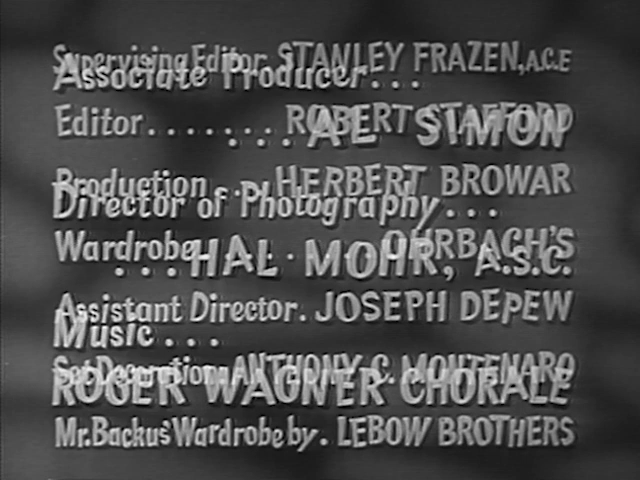 Supervising Editor. STANLEY FRAZEN, A.C.E
Associate Producer...
Editor........ROBERT STAFFORD
...AL SIMON
Production...HERBERT BROWAR
Director of Photography...
Wardrobe........OHRBACH'S
...HAL MOHR, A.S.C.
Assistant Director. JOSEPH DEPEW
Music...
Set Decoration. ANTHONY C. MONTENARO
ROGER WAGNER CHORALE
Mr. Backus' Wardrobe by. LEBOW BROTHERS